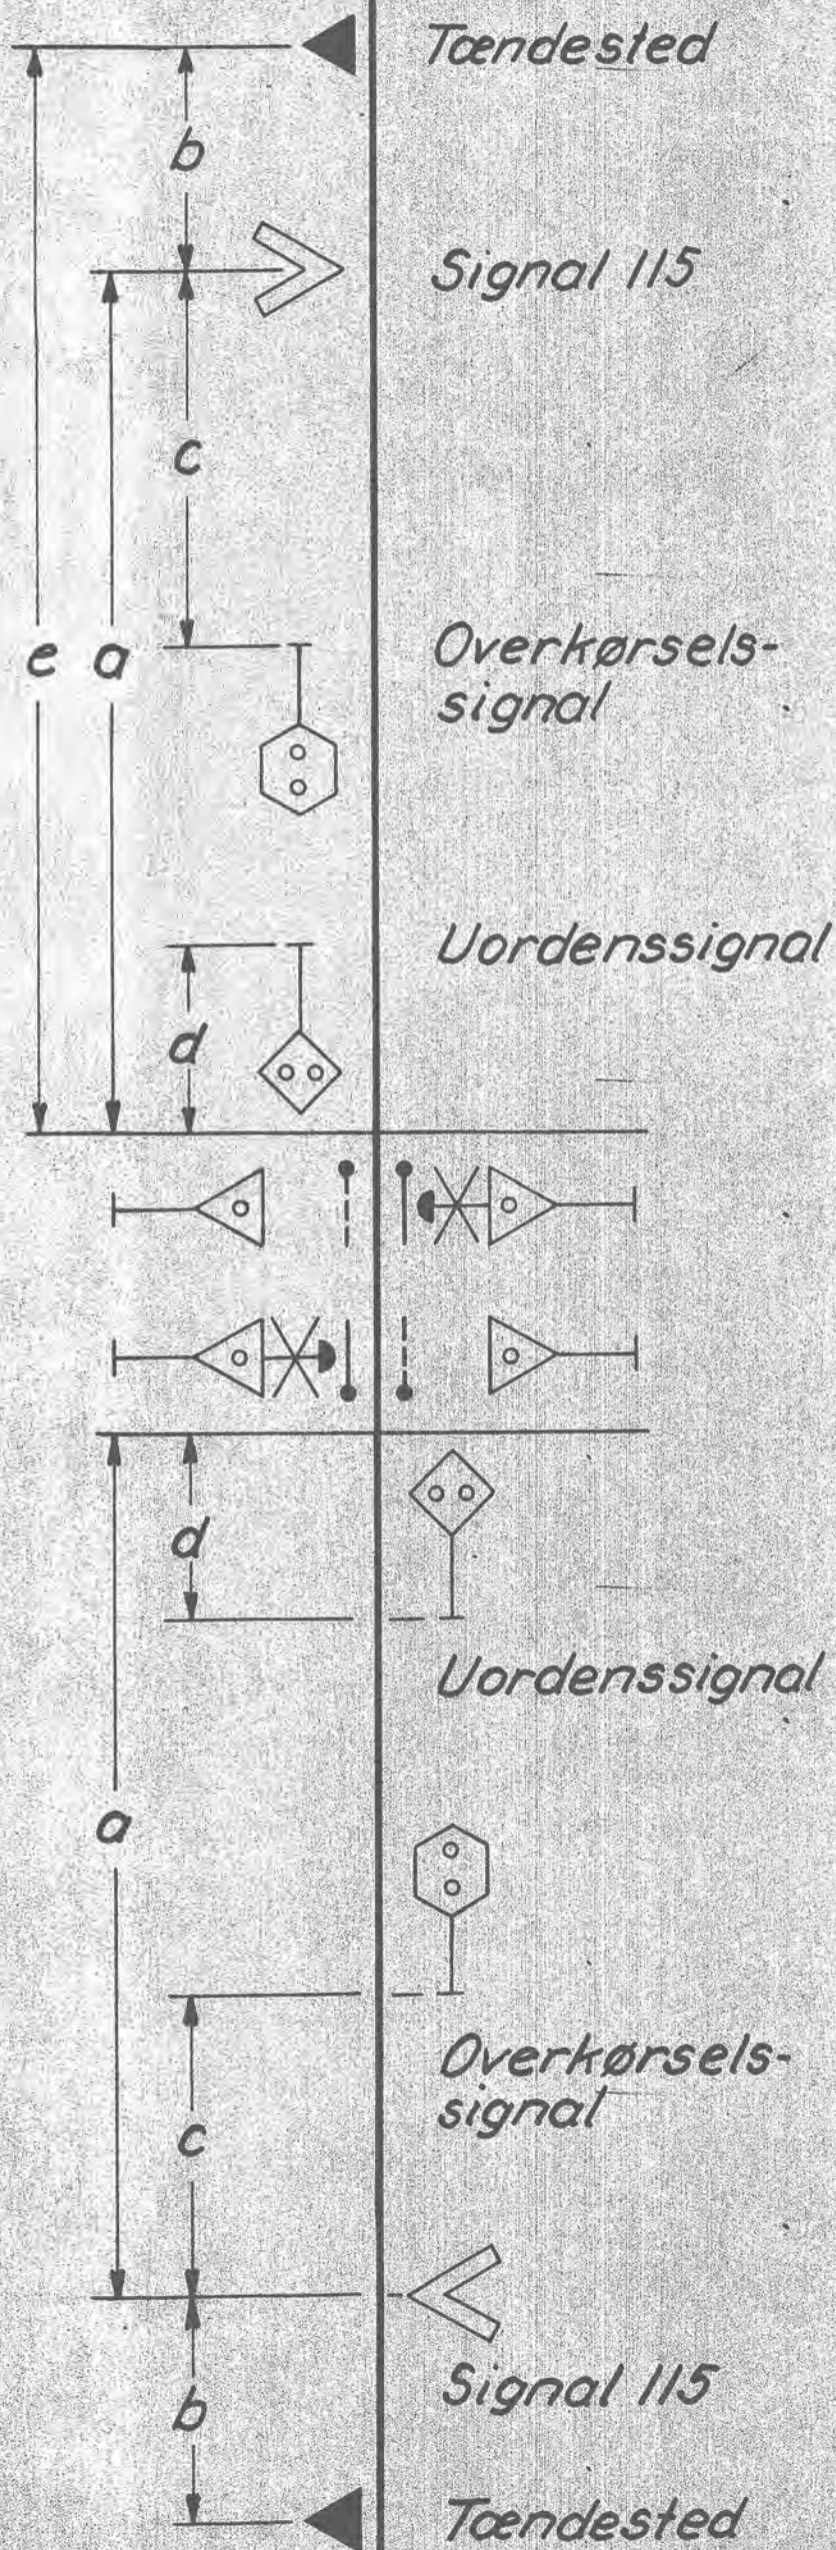 Tændested
b
Signal 115
c
Overkørsels-
signal
e a
Uordenssignal
d
d
Uordenssignal
a
Overkørsels-
signal
c
Signal 115
b
Tændested